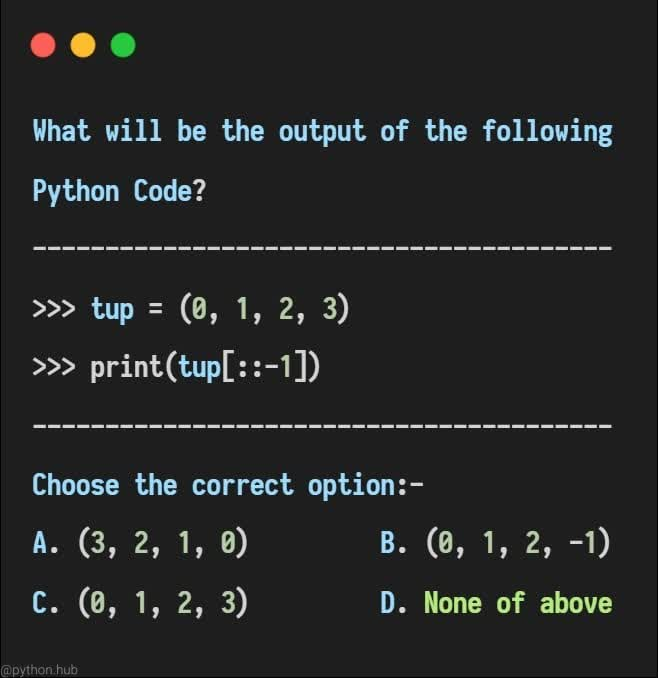 What will be the output of the following
Python Code?
----------------------------------------
>>> tup = (0, 1, 2, 3)
>>> print(tup[::-1])
----------------------------------------
Choose the correct option:-
A. (3, 2, 1, 0) B. (0, 1, 2, -1)
C. (0, 1, 2, 3) D. None of above
@python.hub